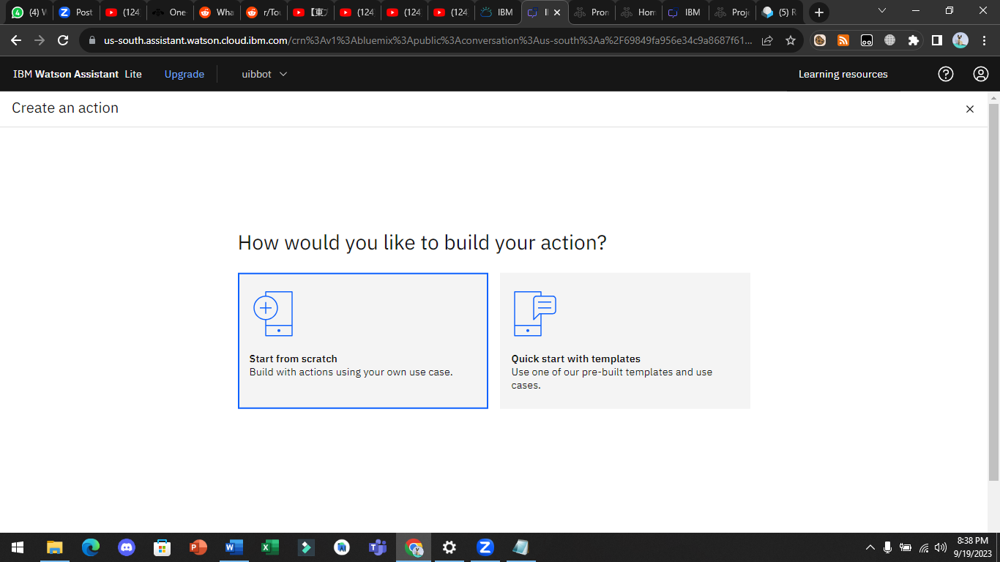 (4) W
Post
(124
One
Wha
r/Tou
(124
(124
(124
IBM
Pron
Hom
IBM
Proje
(5) R
us-south.assistant.watson.cloud.ibm.com/crn%3Av1%3Abluemix%3Apublic%3Aconversation%3Aus-south%3Aa%2F69849fa956e34c9a8687f61...
IBM Watson Assistant Lite
Upgrade
uibbot
Learning resources
Create an action
How would you like to build your action?
Start from scratch
Build with actions using your own use case.
Quick start with templates
Use one of our pre-built templates and use
cases.
8:38 PM
9/19/2023